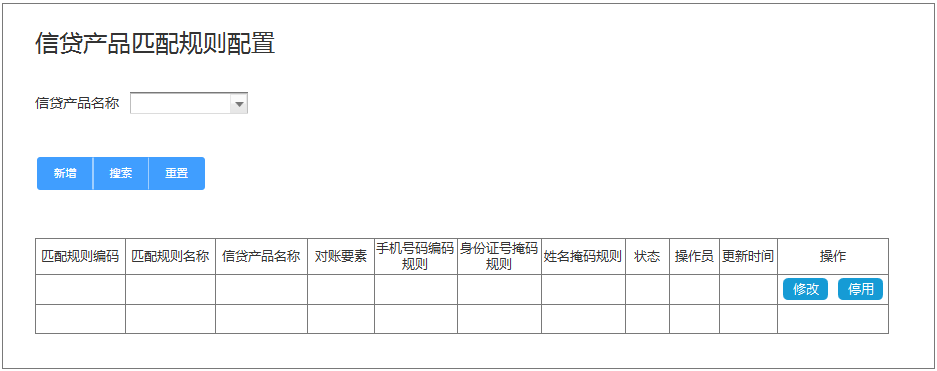 信贷产品匹配规则配置
信贷产品名称
新增 搜索 重置
匹配规则编码 匹配规则名称 信贷产品名称 对账要素 手机号码编码规则 身份证号掩码规则 姓名掩码规则 状态 操作员 更新时间 操作
修改 停用